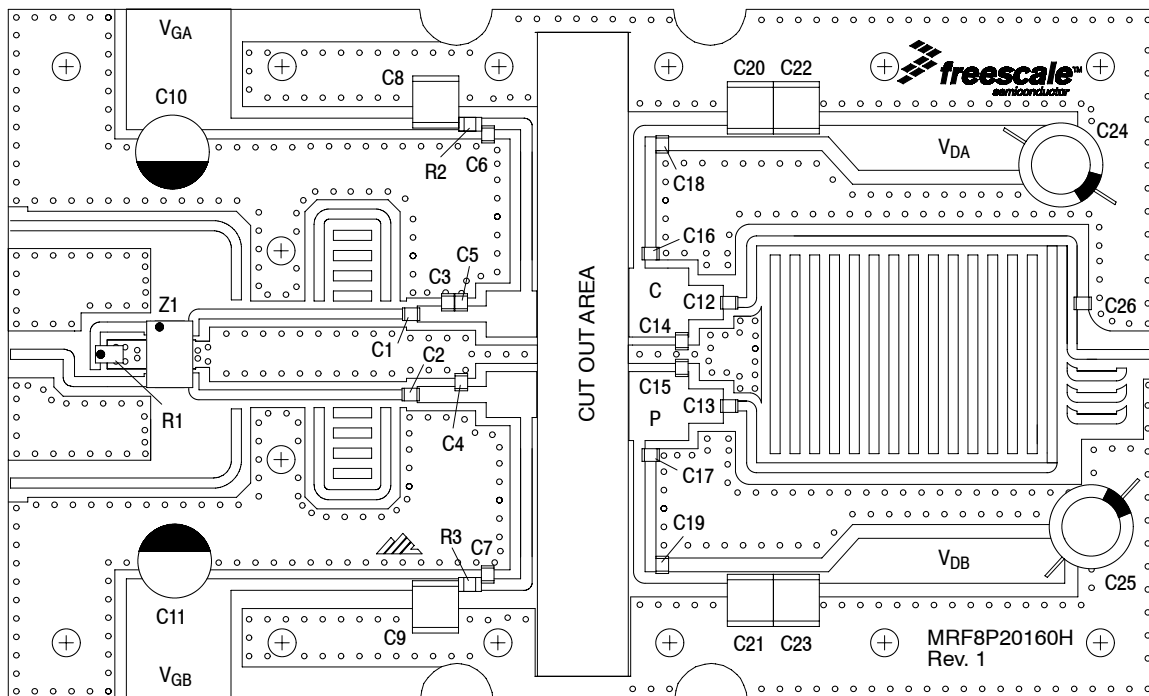 VGA
C8
C10
R2
C6
C20 C22
freescale™
semiconductor
C24
VDA
C18
C16
C3
C5
Z1
C1
C2
R1
C4
CUT OUT AREA
C
C12
C14
C15
P
C13
C26
C17
C19
R3
C7
C11
C9
VGB
VDB
C25
C21 C23
MRF8P20160H
Rev. 1